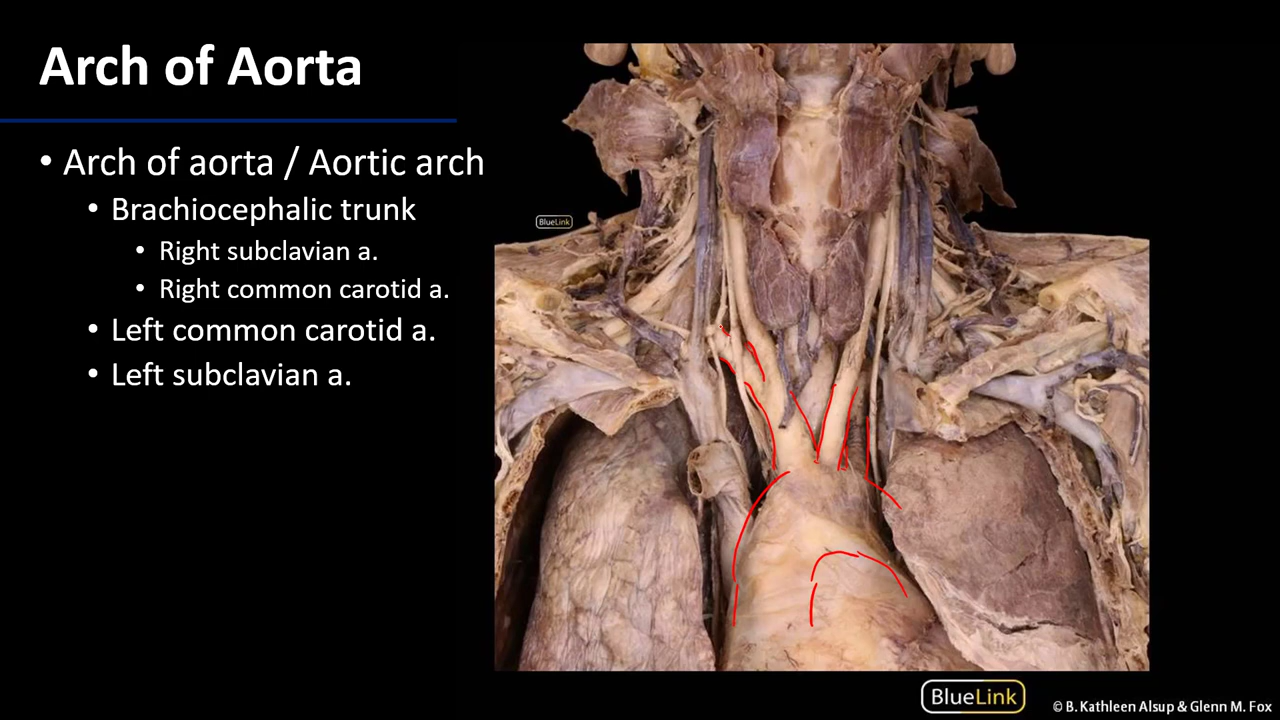 Arch of Aorta
• Arch of aorta / Aortic arch
• Brachiocephalic trunk
• Right subclavian a.
• Right common carotid a.
• Left common carotid a.
• Left subclavian a.
BlueLink
BlueLink
© B. Kathleen Alsup & Glenn M. Fox